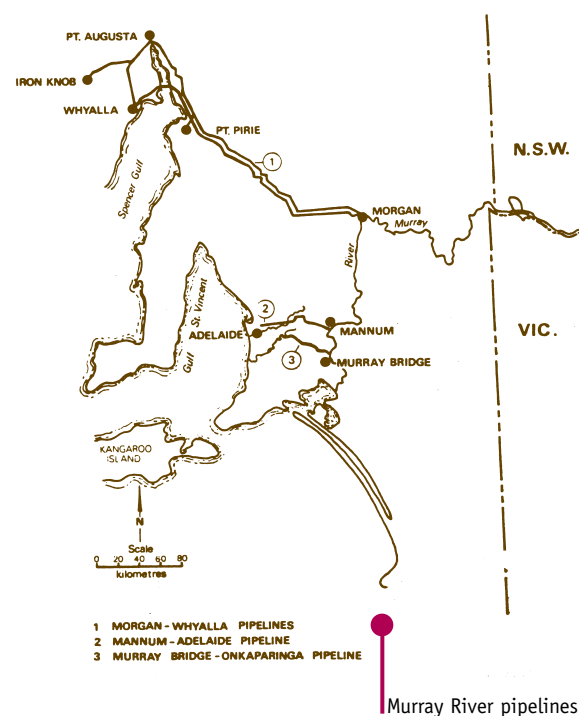 PT. AUGUSTA
IRON KNOB
WHYALLA
PT. PIRIE
Spencer Gulf
1
N.S.W.
MORGAN
Murray
River
Gulf St. Vincent
2
ADELAIDE
MANNUM
VIC.
3
MURRAY BRIDGE
KANGAROO
ISLAND
N
Scale
0 20 40 60 80
kilometres
1 MORGAN-WHYALLA PIPELINES
2 MANNUM-ADELAIDE PIPELINE
3 MURRAY BRIDGE-ONKAPARINGA PIPELINE
Murray River pipelines